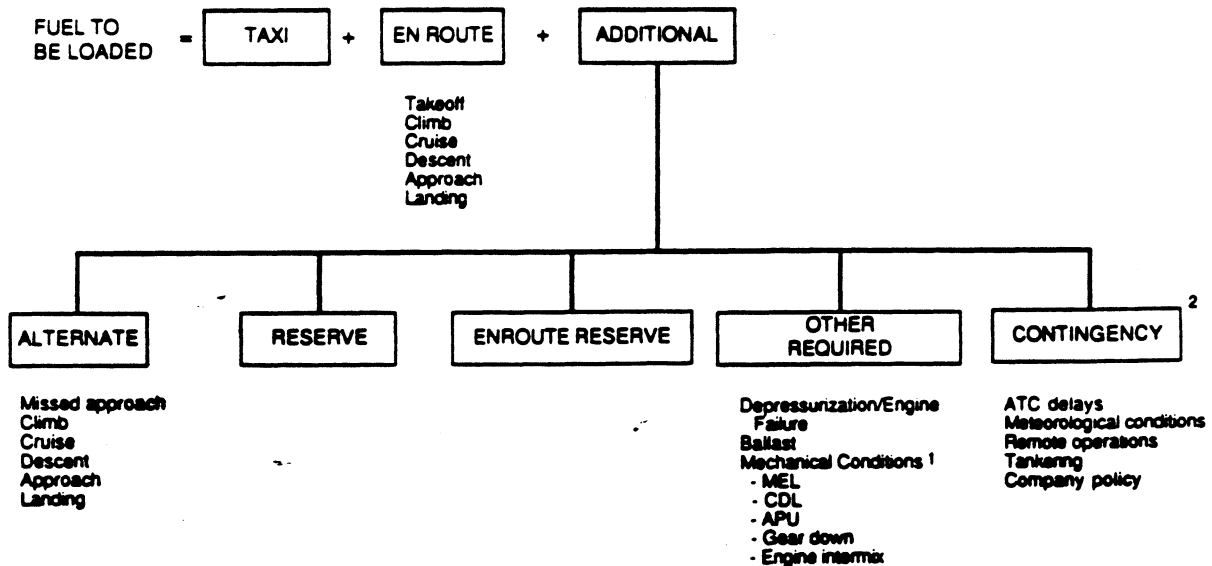 FUEL TO
BE LOADED = TAXI + EN ROUTE + ADDITIONAL
Takeoff
Climb
Cruise
Descent
Approach
Landing
ALTERNATE
RESERVE
ENROUTE RESERVE
OTHER
REQUIRED
CONTINGENCY 2
Missed approach
Climb
Cruise
Descent
Approach
Landing
Depressurization/Engine
Failure
Ballast
Mechanical Conditions 1
- MEL
- CDL
- APU
- Gear down
- Engine intermix
ATC delays
Meteorological conditions
Remote operations
Tankering
Company policy